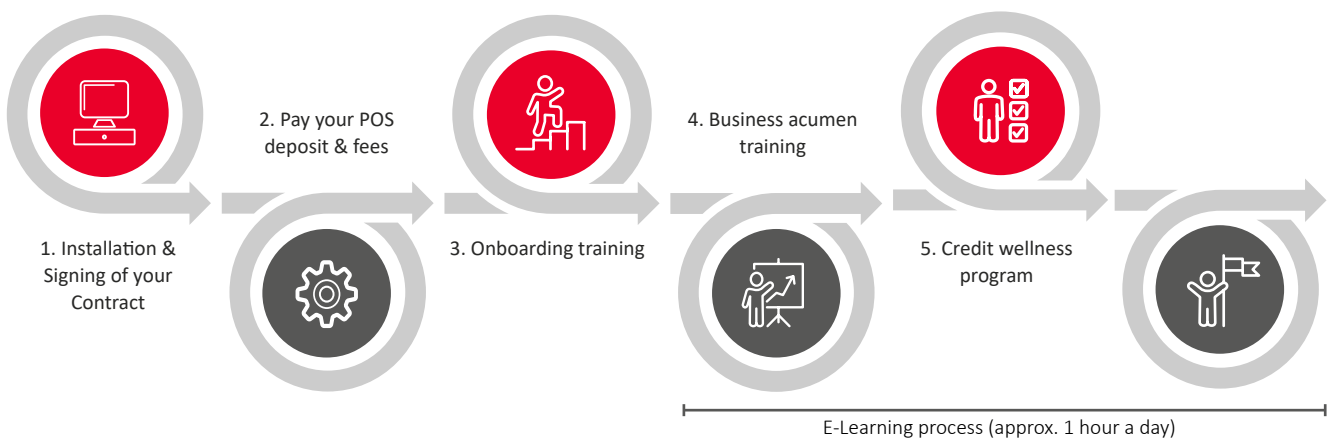 1. Installation &
Signing of your
Contract
2. Pay your POS
deposit & fees
3. Onboarding training
4. Business acumen
training
5. Credit wellness
program
E-Learning process (approx. 1 hour a day)